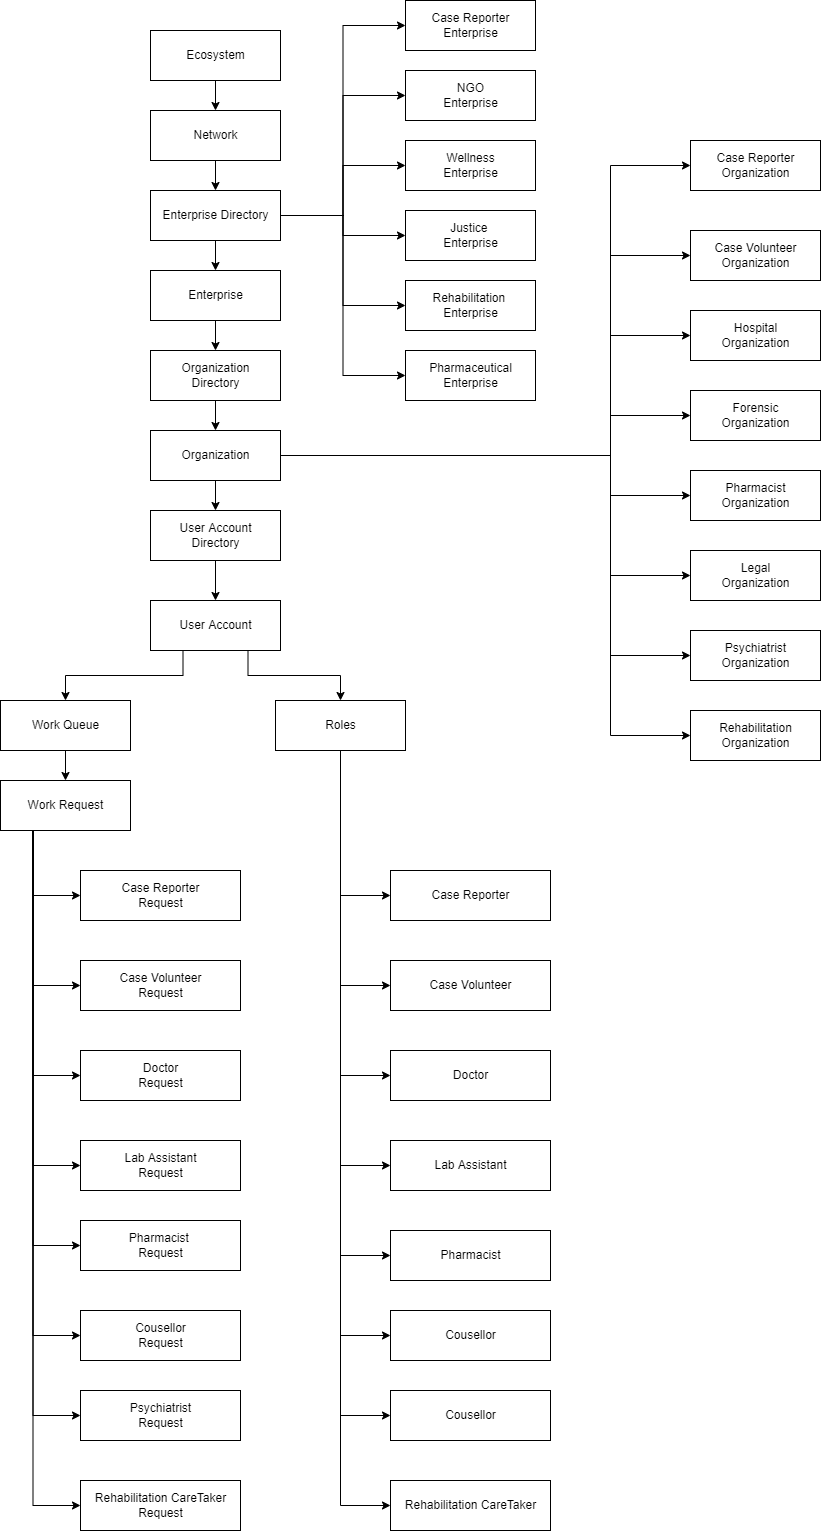 Ecosystem
Network
Enterprise Directory
Enterprise
Organization
Directory
Organization
User Account
Directory
User Account
Case Reporter
Enterprise
NGO
Enterprise
Wellness
Enterprise
Justice
Enterprise
Rehabilitation
Enterprise
Pharmaceutical
Enterprise
Case Reporter
Organization
Case Volunteer
Organization
Hospital
Organization
Forensic
Organization
Pharmacist
Organization
Legal
Organization
Psychiatrist
Organization
Rehabilitation
Organization
Work Queue
Work Request
Case Reporter
Request
Case Volunteer
Request
Doctor
Request
Lab Assistant
Request
Pharmacist
Request
Cousellor
Request
Psychiatrist
Request
Rehabilitation CareTaker
Request
Roles
Case Reporter
Case Volunteer
Doctor
Lab Assistant
Pharmacist
Cousellor
Cousellor
Rehabilitation CareTaker